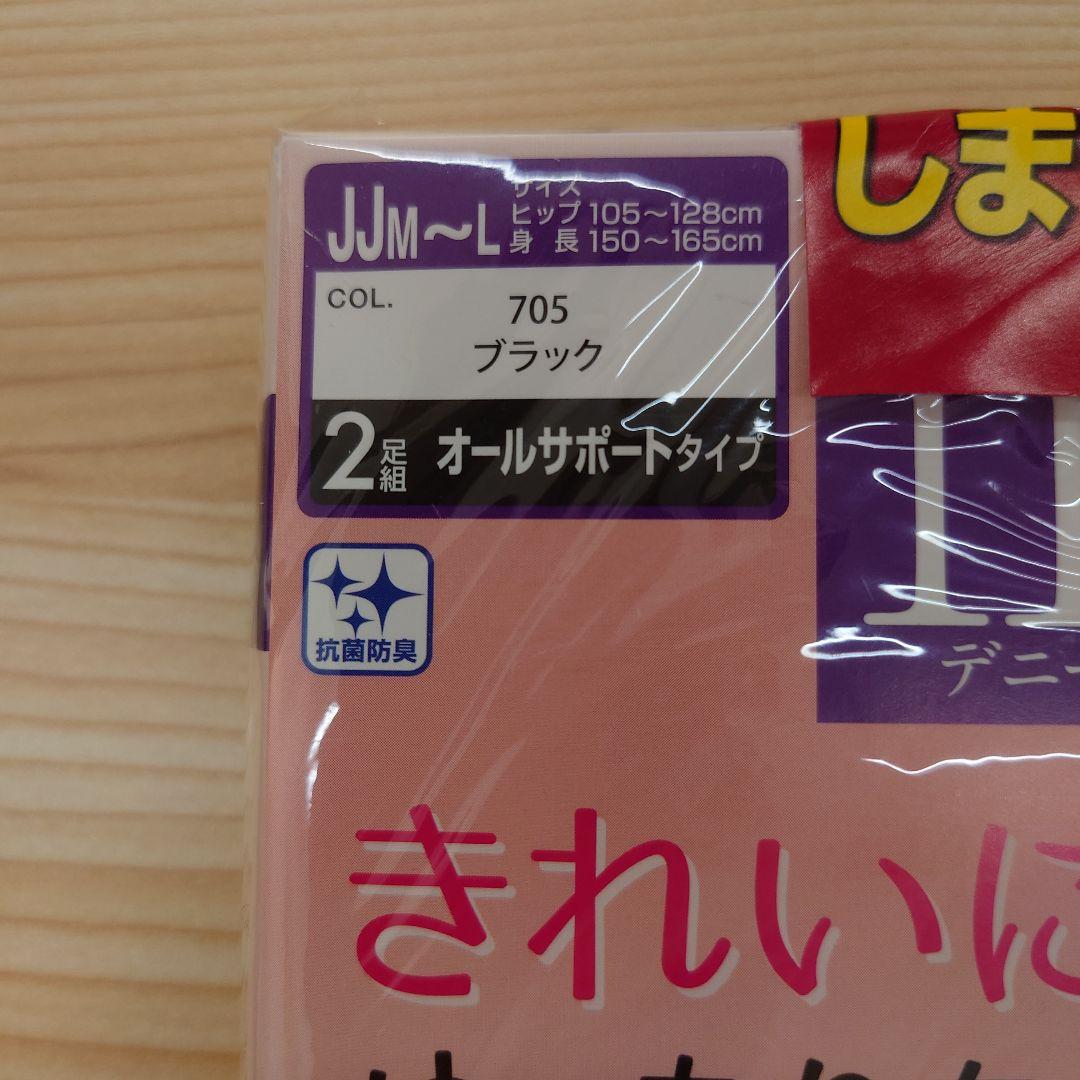 JJM～L
サイズ
ヒップ 105～128cm
身長 150～165cm
しま
COL.
705
ブラック
2足組 オールサポートタイプ
抗菌防臭
デニー
きれいに